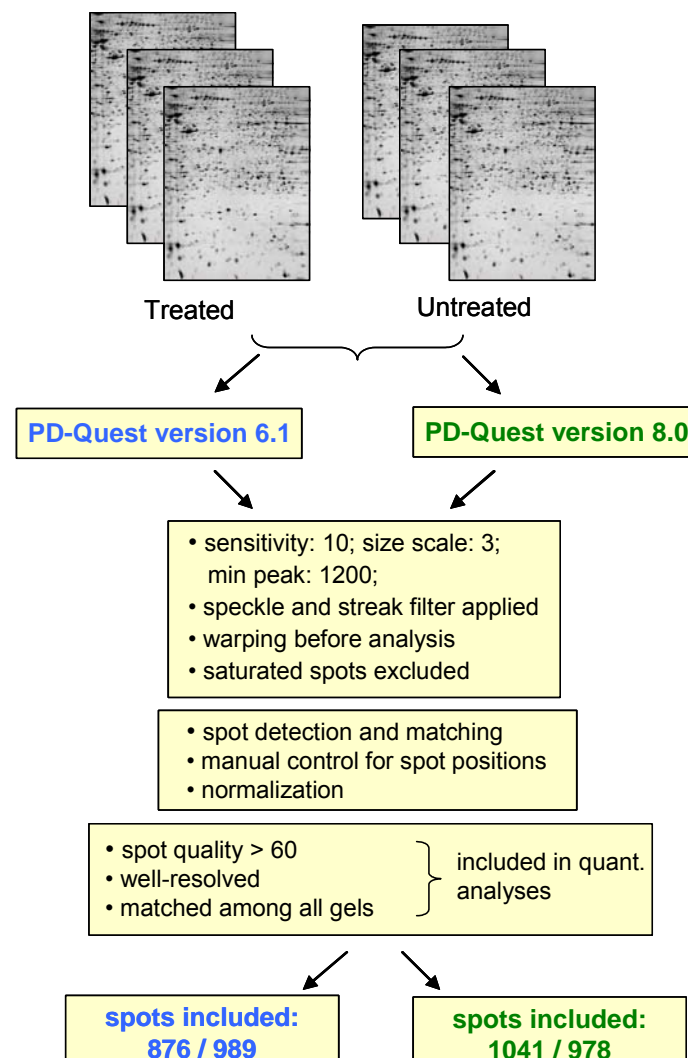 Treated
Untreated
PD-Quest version 6.1
PD-Quest version 8.0
• sensitivity: 10; size scale: 3;
min peak: 1200;
• speckle and streak filter applied
• warping before analysis
• saturated spots excluded
• spot detection and matching
• manual control for spot positions
• normalization
• spot quality > 60
• well-resolved
• matched among all gels
included in quant.
analyses
spots included:
876 / 989
spots included:
1041 / 978